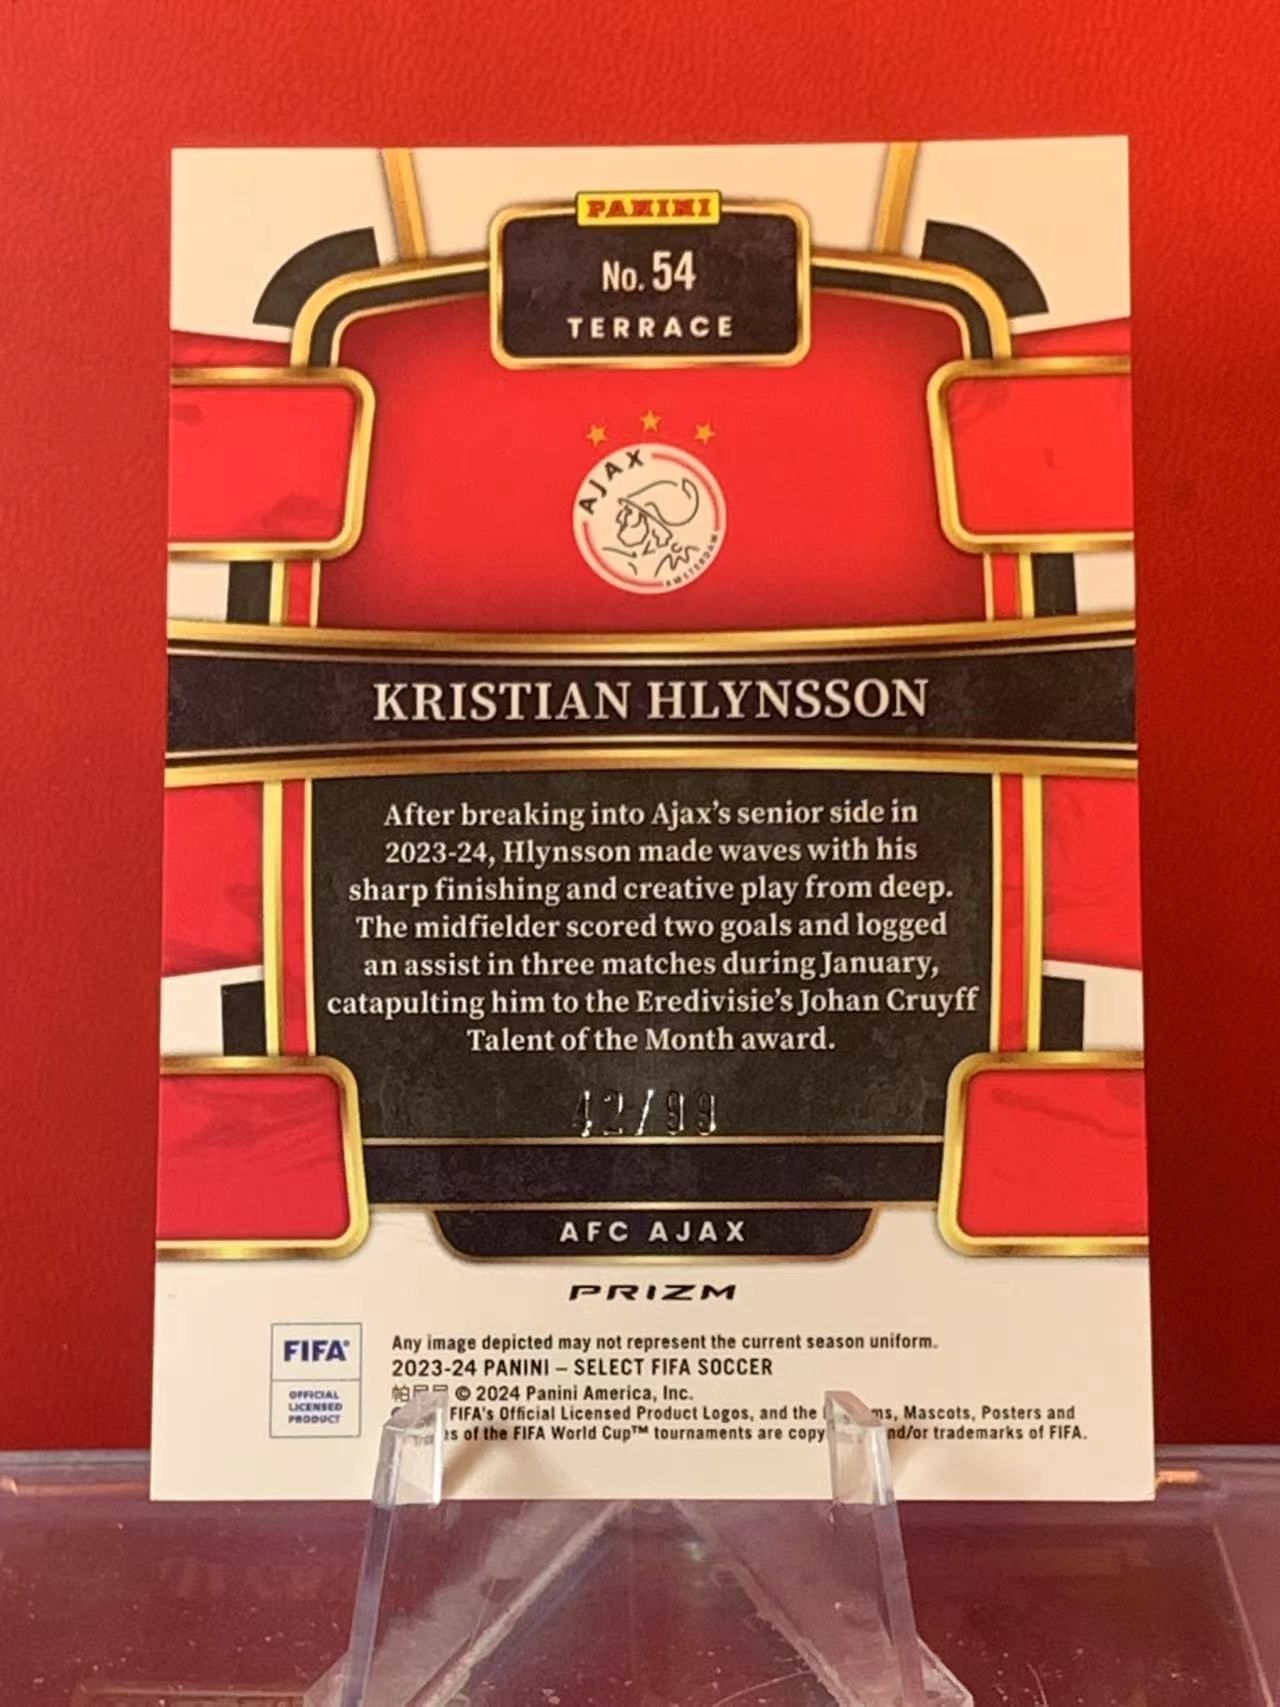 PANINI
No. 54
TERRACE
AJAX
AMSTERDAM
KRISTIAN HLYNSSON
After breaking into Ajax's senior side in
2023-24, Hlynsson made waves with his
sharp finishing and creative play from deep.
The midfielder scored two goals and logged
an assist in three matches during January,
catapulting him to the Eredivisie's Johan Cruyff
Talent of the Month award.
42/99
AFC AJAX
PRIZM
FIFA®
OFFICIAL
LICENSED
PRODUCT
Any image depicted may not represent the current season uniform.
2023-24 PANINI – SELECT FIFA SOCCER
帕尼尼 © 2024 Panini America, Inc.
FIFA's Official Licensed Product Logos, and the Mascots, Posters and
of the FIFA World Cup™ tournaments are trademarks of FIFA.